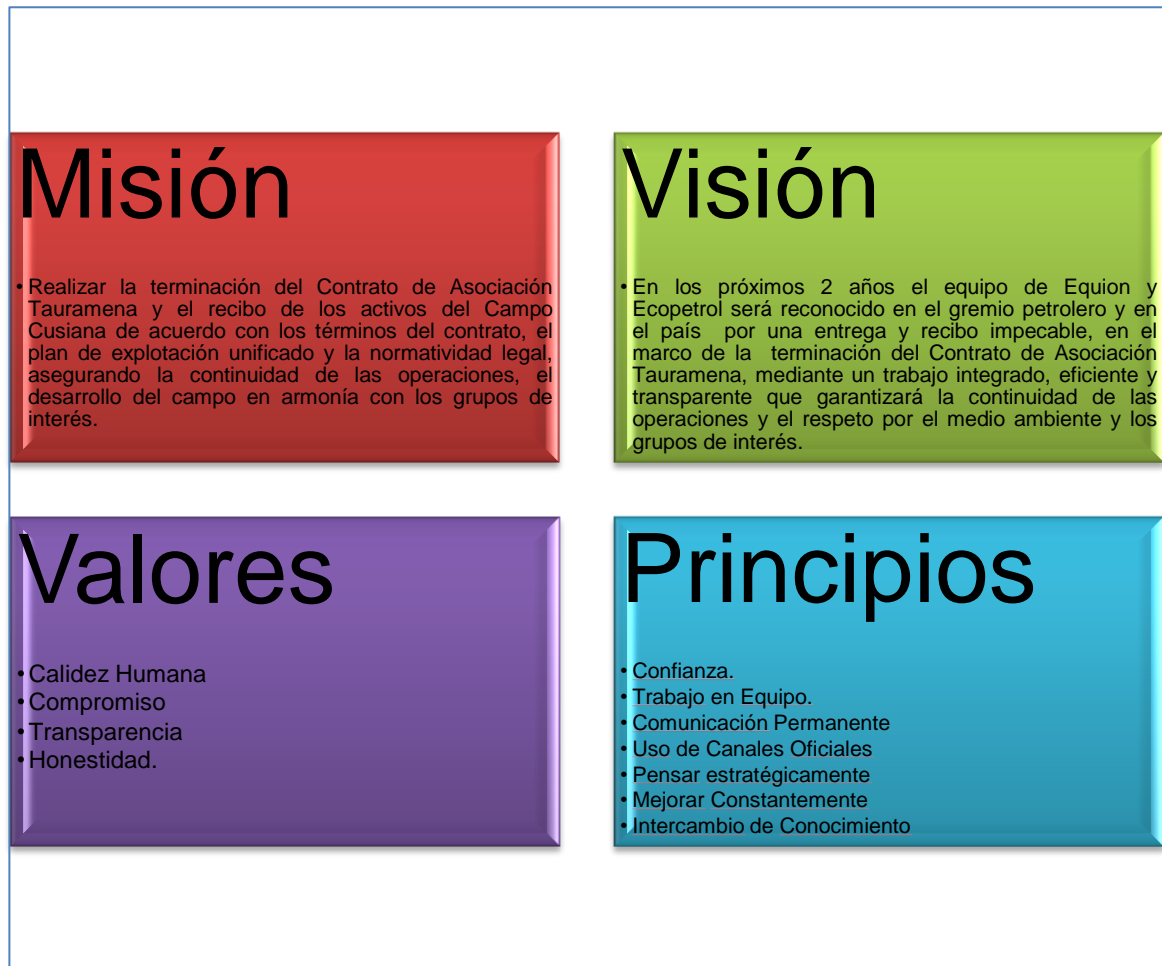 Misión
• Realizar la terminación del Contrato de Asociación
Tauramena y el recibo de los activos del Campo
Cusiana de acuerdo con los términos del contrato, el
plan de explotación unificado y la normatividad legal,
asegurando la continuidad de las operaciones, el
desarrollo del campo en armonía con los grupos de
interés.
Visión
• En los próximos 2 años el equipo de Equion y
Ecopetrol será reconocido en el gremio petrolero y en
el país por una entrega y recibo impecable, en el
marco de la terminación del Contrato de Asociación
Tauramena, mediante un trabajo integrado, eficiente y
transparente que garantizará la continuidad de las
operaciones y el respeto por el medio ambiente y los
grupos de interés.
Valores
• Calidez Humana
• Compromiso
• Transparencia
• Honestidad.
Principios
• Confianza.
• Trabajo en Equipo.
• Comunicación Permanente
• Uso de Canales Oficiales
• Pensar estratégicamente
• Mejorar Constantemente
• Intercambio de Conocimiento